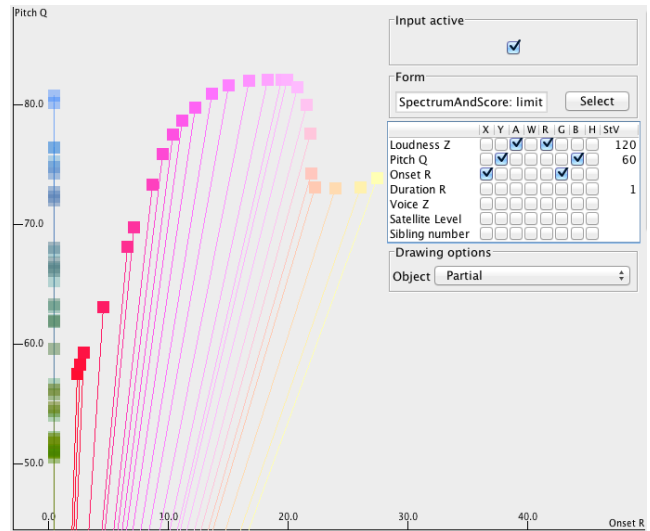 Pitch Q
Input active
80.0
Form
SpectrumAndScore: limit
Select
X Y A W R G B H StV
Loudness Z 120
Pitch Q 60
Onset R
Duration R 1
Voice Z
Satellite Level
Sibling number
70.0
Drawing options
Object Partial
60.0
50.0
0.0 10.0 20.0 30.0 40.0
Onset R